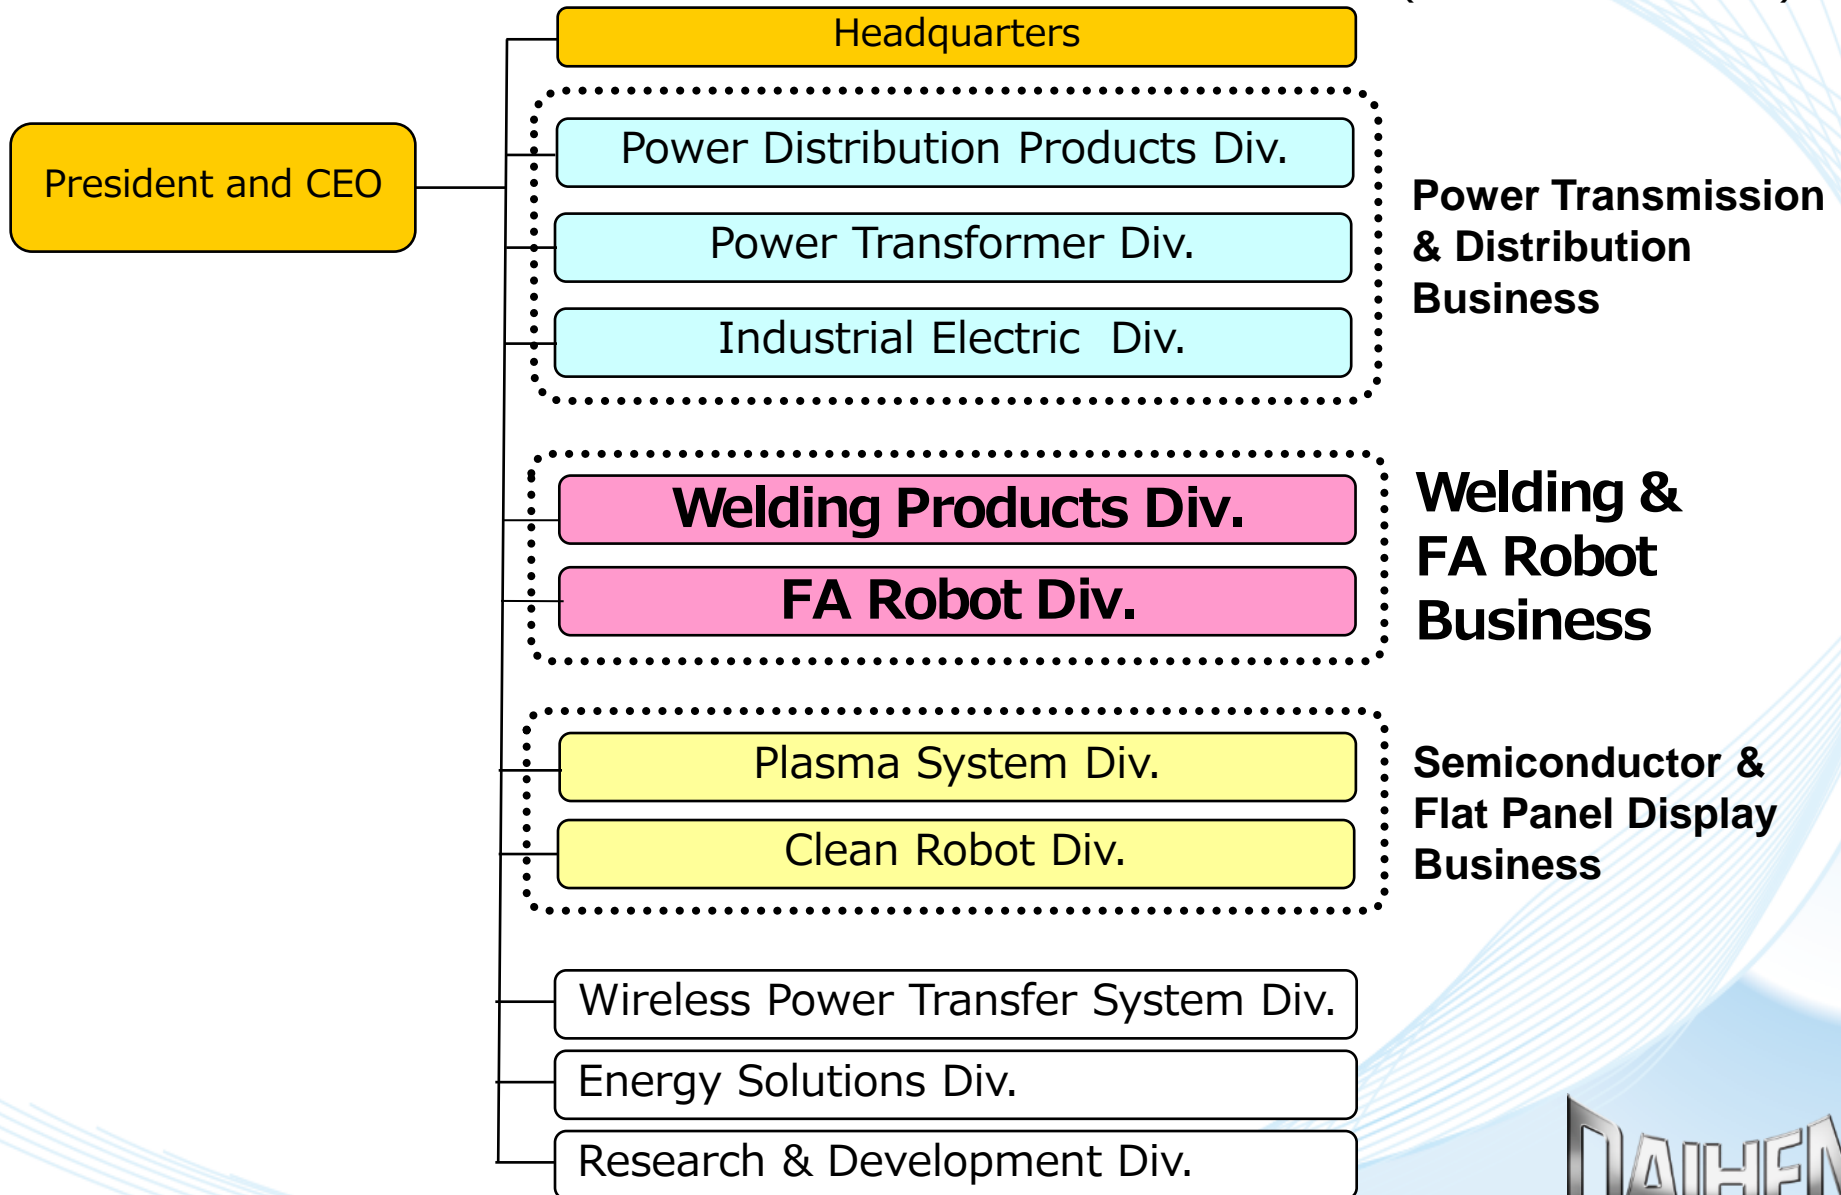 Headquarters
President and CEO
Power Distribution Products Div.
Power Transformer Div.
Industrial Electric Div.
Power Transmission
& Distribution
Business
Welding Products Div.
FA Robot Div.
Welding &
FA Robot
Business
Plasma System Div.
Clean Robot Div.
Semiconductor &
Flat Panel Display
Business
Wireless Power Transfer System Div.
Energy Solutions Div.
Research & Development Div.
DAIHEN